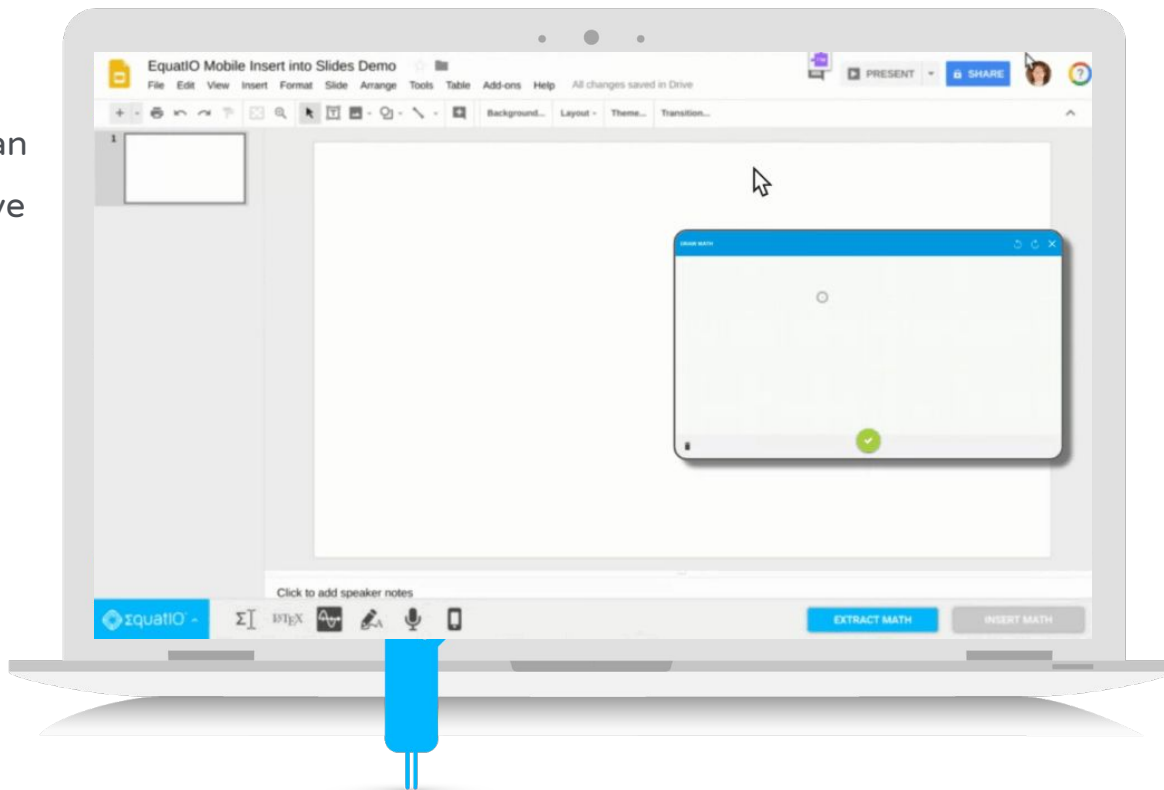 an
ve
EquatIO Mobile Insert into Slides Demo
File Edit View Insert Format Slide Arrange Tools Table Add-ons Help All changes saved in Drive
PRESENT
SHARE
?
Background... Layout Theme... Transition...
1
DRAW MATH
Click to add speaker notes
ΣquatIO
Σ LATEX A
EXTRACT MATH
INSERT MATH